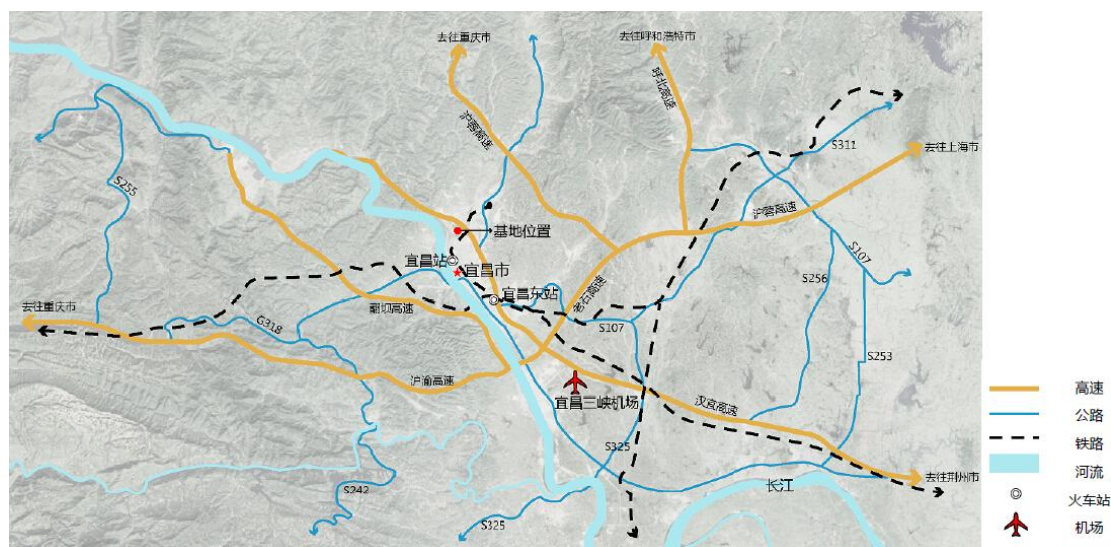 去往重庆市
去往呼和浩特市
呼北高速
沪蓉高速
S311
去往上海市
S255
沪蓉高速
基地位置
S107
宜昌站
宜昌市
S256
宜昌东站
去往重庆市
翻坝高速
G318
S107
S253
沪渝高速
宜昌三峡机场
汉宜高速
S325
去往荆州市
长江
S242
S325
高速
公路
铁路
河流
火车站
机场